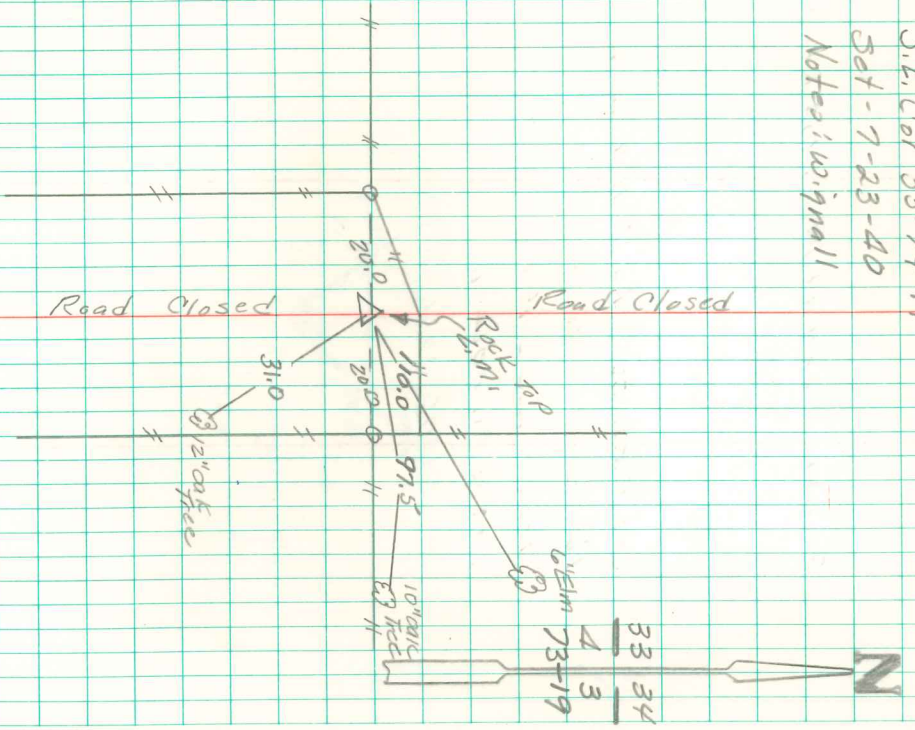 Set - 7-23-40
Notes: Wignall
N
33 34
4 3
73-19
Road Closed
Road Closed
Rock
20.0
20.0
116.0
97.5
31.0
6" Elm
10" oak
Tree
12" oak
Tree